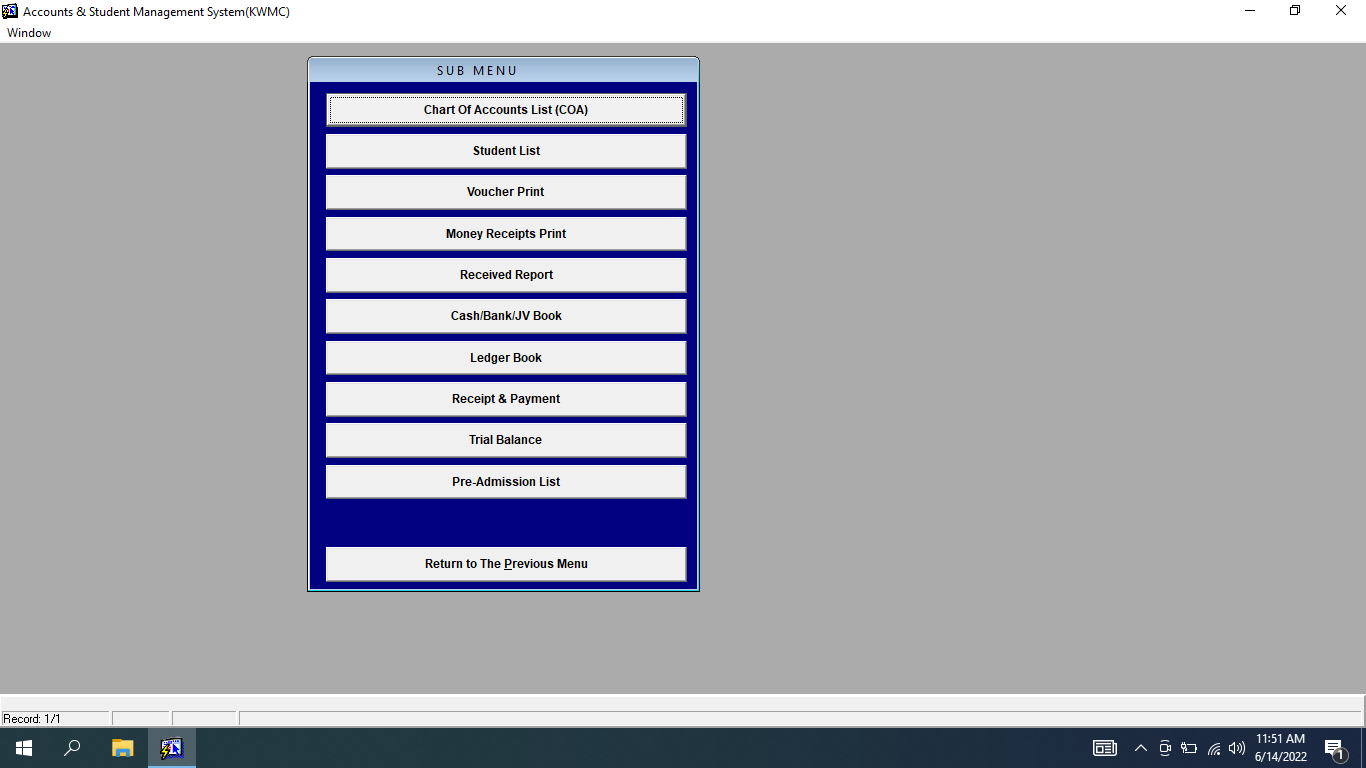 Accounts & Student Management System(KWMC)
Window
SUB MENU
Chart Of Accounts List (COA)
Student List
Voucher Print
Money Receipts Print
Received Report
Cash/Bank/JV Book
Ledger Book
Receipt & Payment
Trial Balance
Pre-Admission List
Return to The Previous Menu
Record: 1/1
11:51 AM
6/14/2022
1